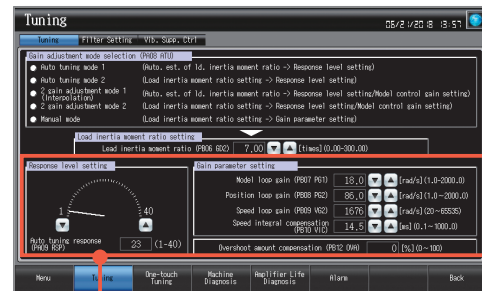 Tuning
05/21/2018 13:57
Tuning Filter Setting Vib. Supp. Ctrl
Gain adjustment mode selection (PA08 ATU)
Auto tuning mode 1 (Auto. est. of ld. inertia moment ratio -> Response level setting)
Auto tuning mode 2 (Load inertia moment ratio setting -> Response level setting)
2 gain adjustment mode 1 (Interpolation) (Auto. est. of ld. inertia moment ratio -> Response level setting/Model control gain setting)
2 gain adjustment mode 2 (Load inertia moment ratio setting -> Response level setting/Model control gain setting)
Manual mode (Load inertia moment ratio setting -> Gain parameter setting)
Load inertia moment ratio setting
Load inertia moment ratio (PB06 GD2) 7.00 [times] (0.00-300.00)
Response level setting
1 40
Auto tuning response (PA09 RSP) 23 (1-40)
Gain parameter setting
Model loop gain (PB07 PG1) 18.0 [rad/s] (1.0-2000.0)
Position loop gain (PB08 PG2) 86.0 [rad/s] (1.0~2000.0)
Speed loop gain (PB09 VG2) 1676 [rad/s] (20~65535)
Speed integral compensation (PB10 VIC) 14.5 [ms] (0.1~1000.0)
Overshoot amount compensation (PB12 OVA) 0 [%] (0~100)
Menu
Tuning
One-touch Tuning
Machine Diagnosis
Amplifier Life Diagnosis
Alarm
Back